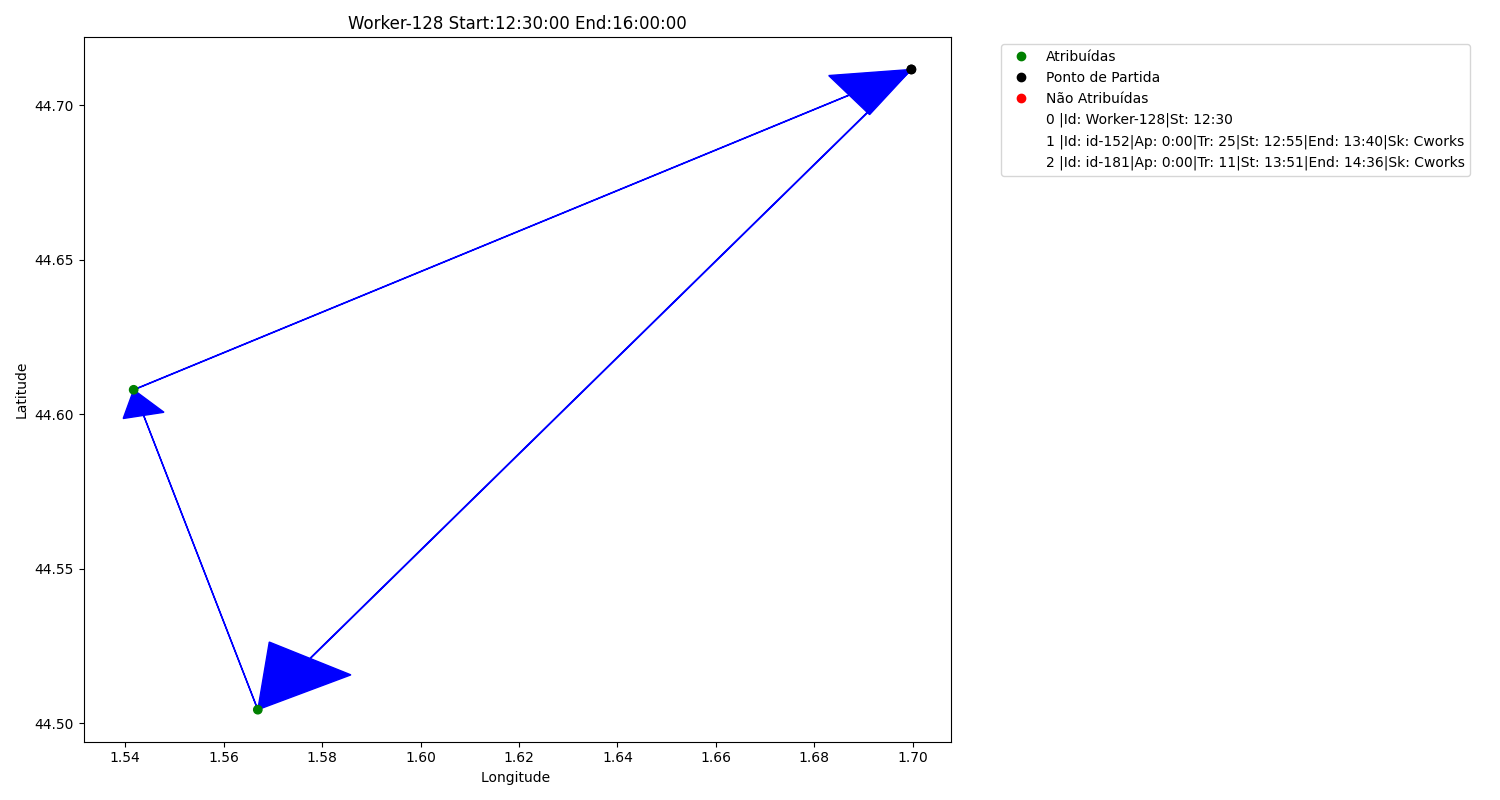 Worker-128 Start:12:30:00 End:16:00:00
Atribuídas
Ponto de Partida
Não Atribuídas
0 |Id: Worker-128|St: 12:30
1 |Id: id-152|Ap: 0:00|Tr: 25|St: 12:55|End: 13:40|Sk: Cworks
2 |Id: id-181|Ap: 0:00|Tr: 11|St: 13:51|End: 14:36|Sk: Cworks
Latitude
44.70
44.65
44.60
44.55
44.50
1.54 1.56 1.58 1.60 1.62 1.64 1.66 1.68 1.70
Longitude